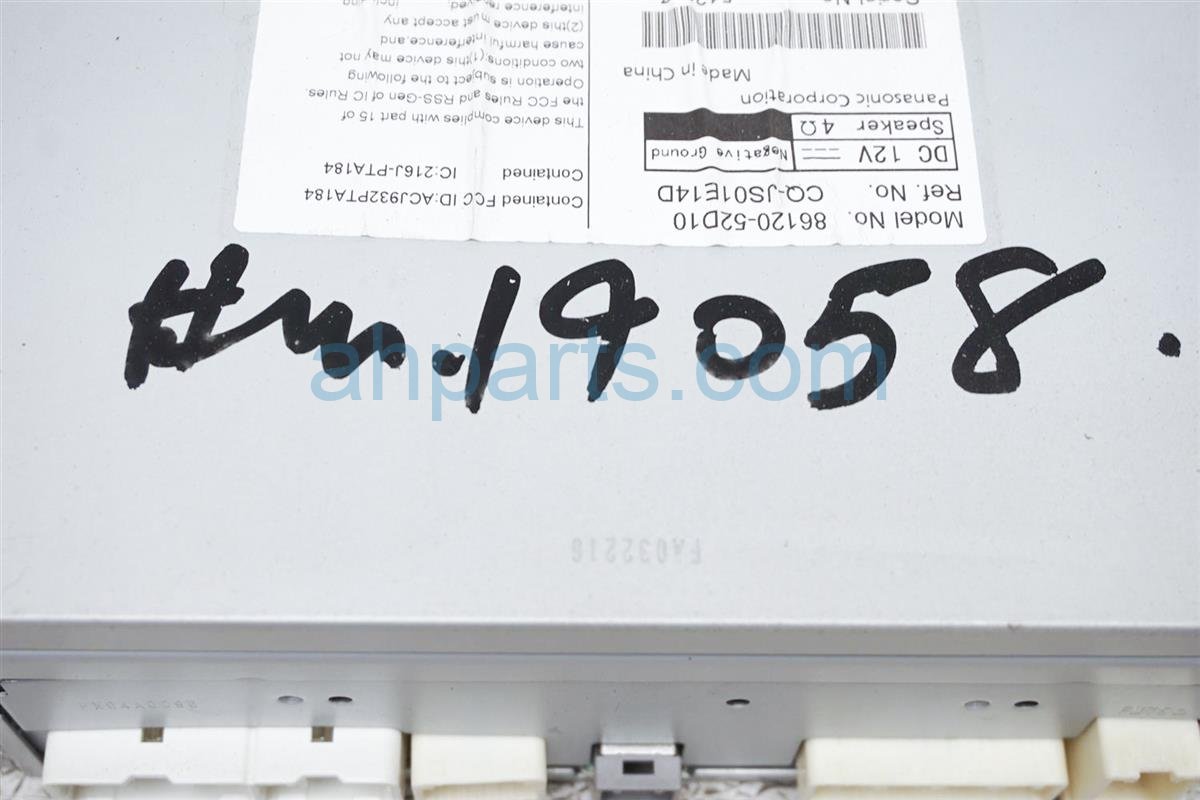 Model No. 86120-52D10
Ref. No. CQ-JS01E14D
DC 12V Negative Ground
Speaker 4Ω
Panasonic Corporation
Made in China
Contained FCC ID:ACJ932PTA184
Contained IC:216J-PTA184
This device complies with part 15 of
the FCC Rules and RSS-Gen of IC Rules.
Operation is subject to the following
two conditions:(1)this device may not
cause harmful interference,and
(2)this device must accept any
interference
.19058.
ahparts.com
FA032216